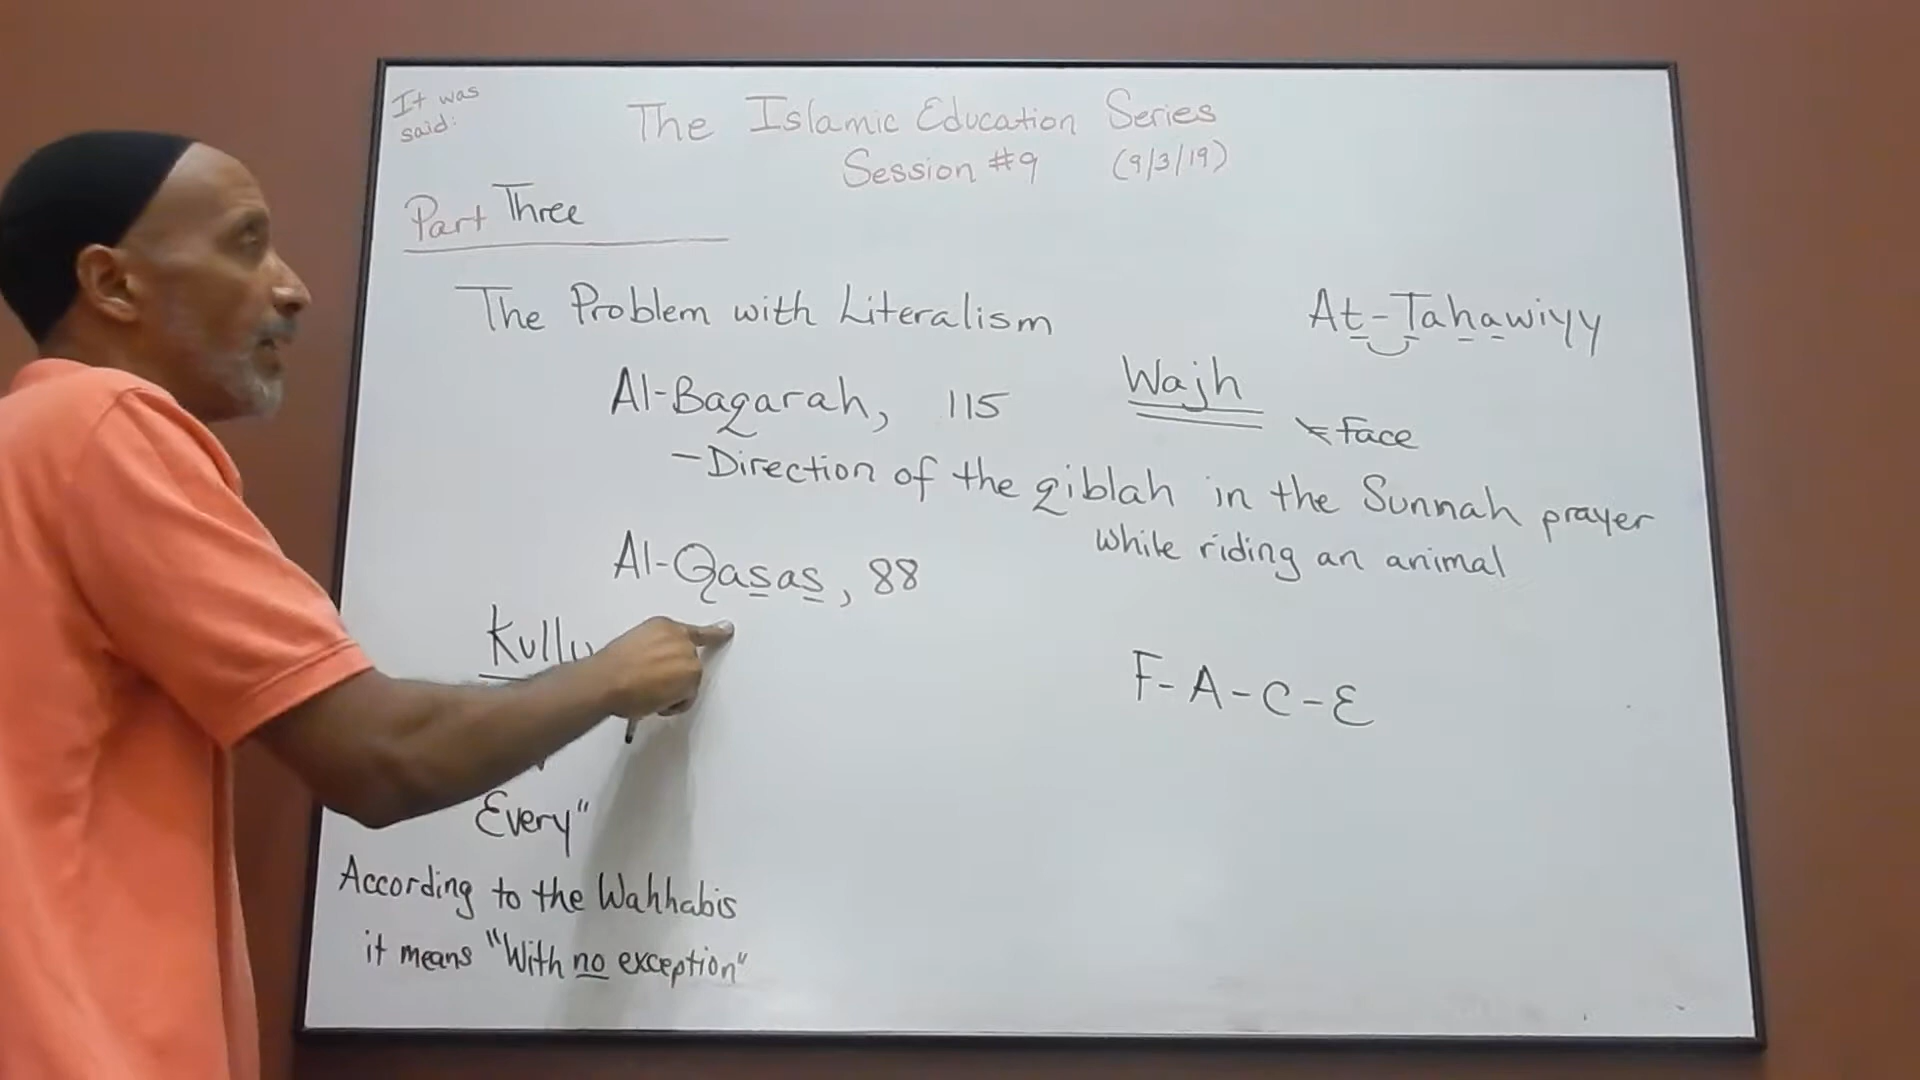 It was
said:
The Islamic Education Series
Session #9 (9/3/19)
Part Three
The Problem with Literalism
At-Tahawiyy
Al-Baqarah, 115
Wajh
Face
-Direction of the qiblah in the Sunnah prayer
while riding an animal
Al-Qasas, 88
Kullu
F-A-C-E
Every"
According to the Wahhabis
it means "With no exception"